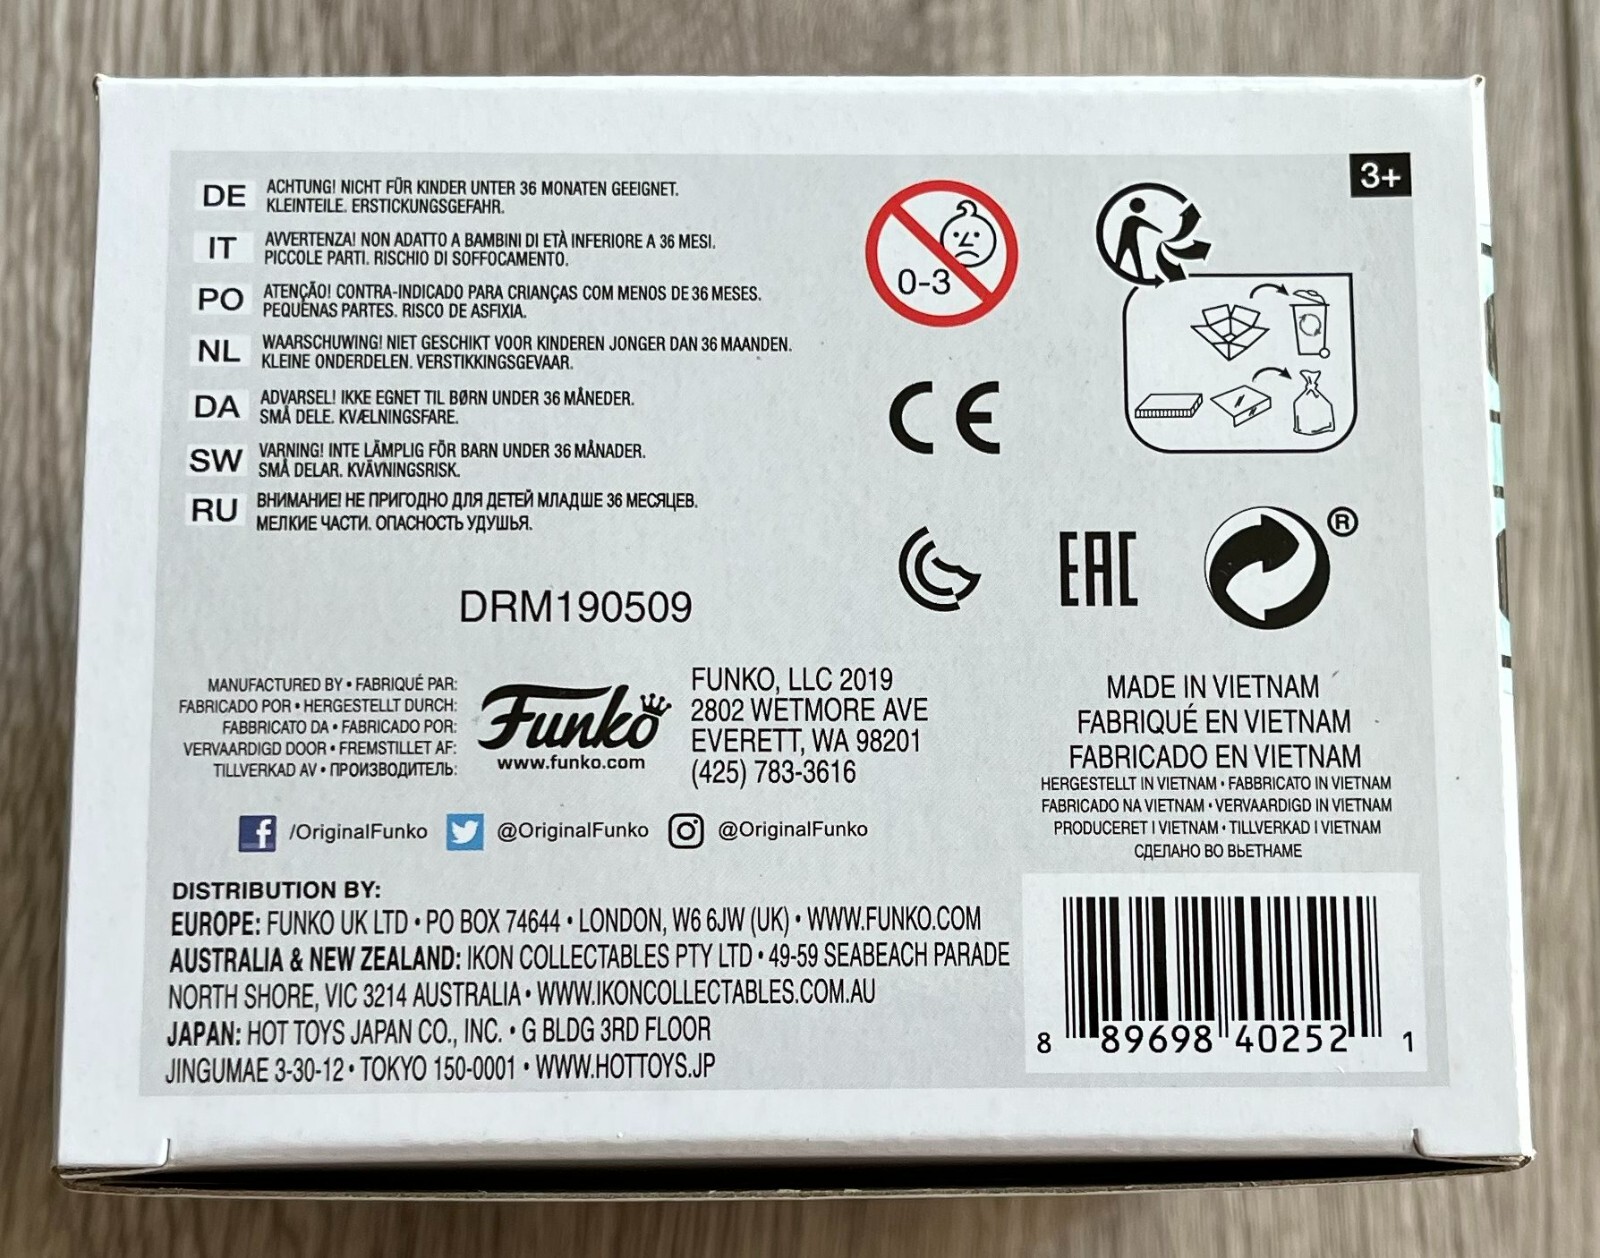 3+
DE ACHTUNG! NICHT FÜR KINDER UNTER 36 MONATEN GEEIGNET.
KLEINTEILE. ERSTICKUNGSGEFAHR.
IT AVVERTENZA! NON ADATTO A BAMBINI DI ETÀ INFERIORE A 36 MESI.
PICCOLE PARTI. RISCHIO DI SOFFOCAMENTO.
PO ATENÇÃO! CONTRA-INDICADO PARA CRIANÇAS COM MENOS DE 36 MESES.
PEQUENAS PARTES. RISCO DE ASFIXIA.
NL WAARSCHUWING! NIET GESCHIKT VOOR KINDEREN JONGER DAN 36 MAANDEN.
KLEINE ONDERDELEN. VERSTIKKINGSGEVAAR.
DA ADVARSEL! IKKE EGNET TIL BØRN UNDER 36 MÅNEDER.
SMÅ DELE. KVÆLNINGSFARE.
SW VARNING! INTE LÄMPLIG FÖR BARN UNDER 36 MÅNADER.
SMÅ DELAR. KVÄVNINGSRISK.
RU ВНИМАНИЕ! НЕ ПРИГОДНО ДЛЯ ДЕТЕЙ МЛАДШЕ 36 МЕСЯЦЕВ.
МЕЛКИЕ ЧАСТИ. ОПАСНОСТЬ УДУШЬЯ.
0-3
CE
EAC
®
DRM190509
MANUFACTURED BY • FABRIQUÉ PAR:
FABRICADO POR • HERGESTELLT DURCH:
FABBRICATO DA • FABRICADO POR:
VERVAARDIGD DOOR • FREMSTILLET AF:
TILLVERKAD AV • ПРОИЗВОДИТЕЛЬ:
Funko
www.funko.com
FUNKO, LLC 2019
2802 WETMORE AVE
EVERETT, WA 98201
(425) 783-3616
/OriginalFunko @OriginalFunko @OriginalFunko
MADE IN VIETNAM
FABRIQUÉ EN VIETNAM
FABRICADO EN VIETNAM
HERGESTELLT IN VIETNAM • FABBRICATO IN VIETNAM
FABRICADO NA VIETNAM • VERVAARDIGD IN VIETNAM
PRODUCERET I VIETNAM • TILLVERKAD I VIETNAM
СДЕЛАНО ВО ВЬЕТНАМЕ
DISTRIBUTION BY:
EUROPE: FUNKO UK LTD • PO BOX 74644 • LONDON, W6 6JW (UK) • WWW.FUNKO.COM
AUSTRALIA & NEW ZEALAND: IKON COLLECTABLES PTY LTD • 49-59 SEABEACH PARADE
NORTH SHORE, VIC 3214 AUSTRALIA • WWW.IKONCOLLECTABLES.COM.AU
JAPAN: HOT TOYS JAPAN CO., INC. • G BLDG 3RD FLOOR
JINGUMAE 3-30-12 • TOKYO 150-0001 • WWW.HOTTOYS.JP
8 89698 40252 1